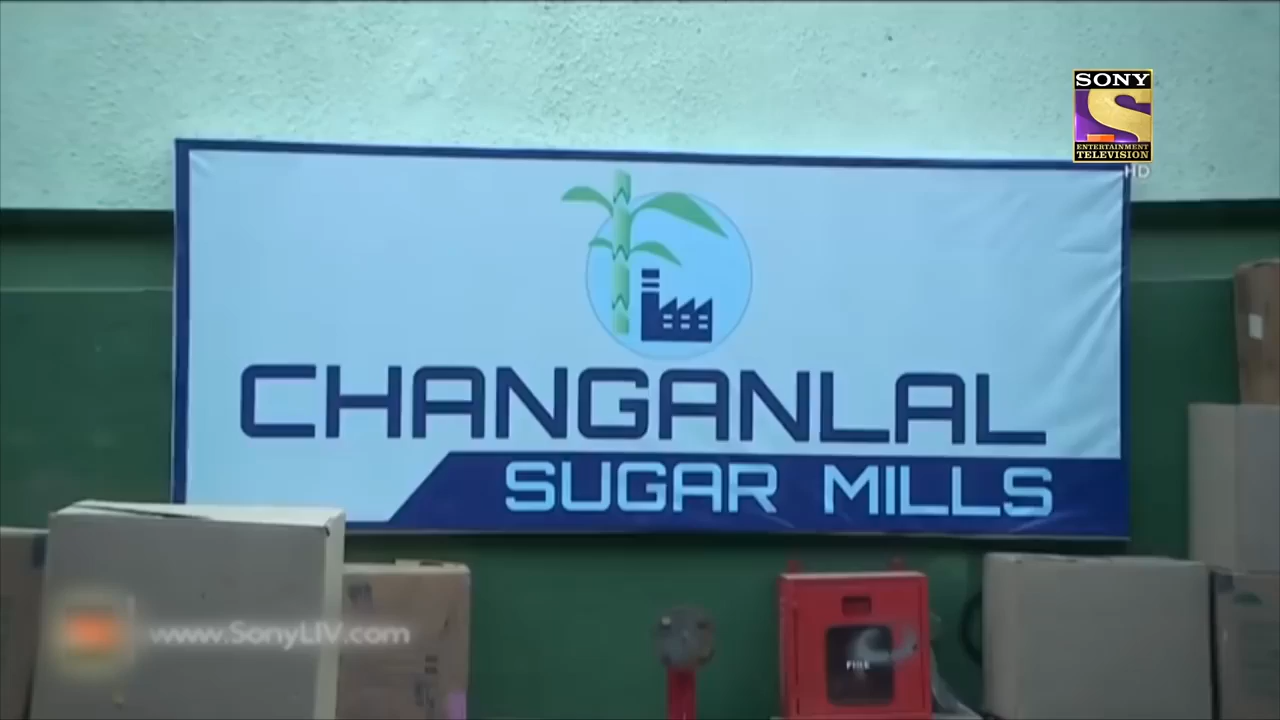 SONY
ENTERTAINMENT
TELEVISION
HD
CHANGANLAL
SUGAR MILLS
www.SonyLIV.com
FIRE